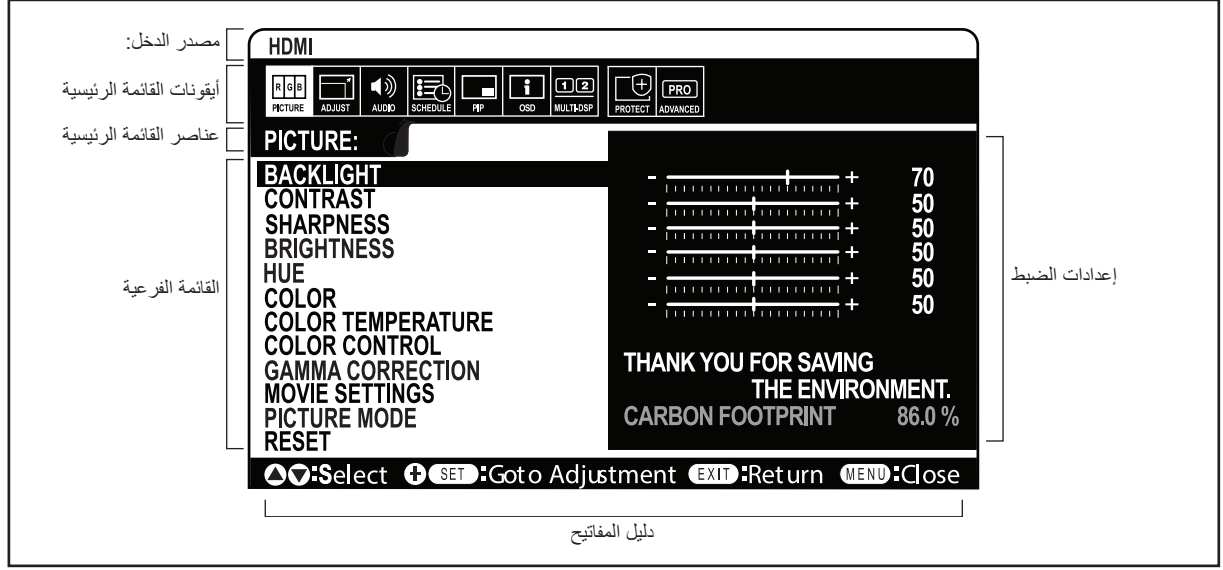 مصدر الدخل:
HDMI
أيقونات القائمة الرئيسية
R G B
1 2
PRO
PICTURE ADJUST AUDIO SCHEDULE PIP OSD MULTI-DSP PROTECT ADVANCED
عناصر القائمة الرئيسية
PICTURE:
القائمة الفرعية
BACKLIGHT - + 70
CONTRAST - + 50
SHARPNESS - + 50
BRIGHTNESS - + 50
HUE - + 50
COLOR - + 50
COLOR TEMPERATURE
COLOR CONTROL
GAMMA CORRECTION
MOVIE SETTINGS
PICTURE MODE
RESET
THANK YOU FOR SAVING
THE ENVIRONMENT.
CARBON FOOTPRINT 86.0 %
إعدادات الضبط
:Select SET:Goto Adjustment EXIT:Return MENU:Close
دليل المفاتيح